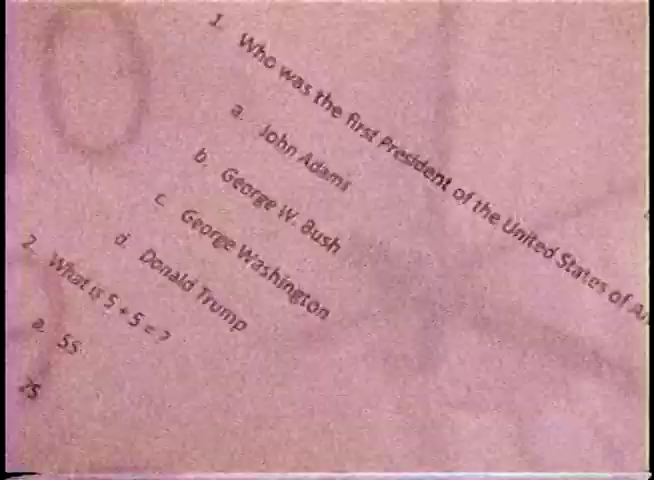 1. Who was the first President of the United States of
a. John Adams
b. George W. Bush
c. George Washington
d. Donald Trump
2. What is 5 + 5 = ?
a. 55
25